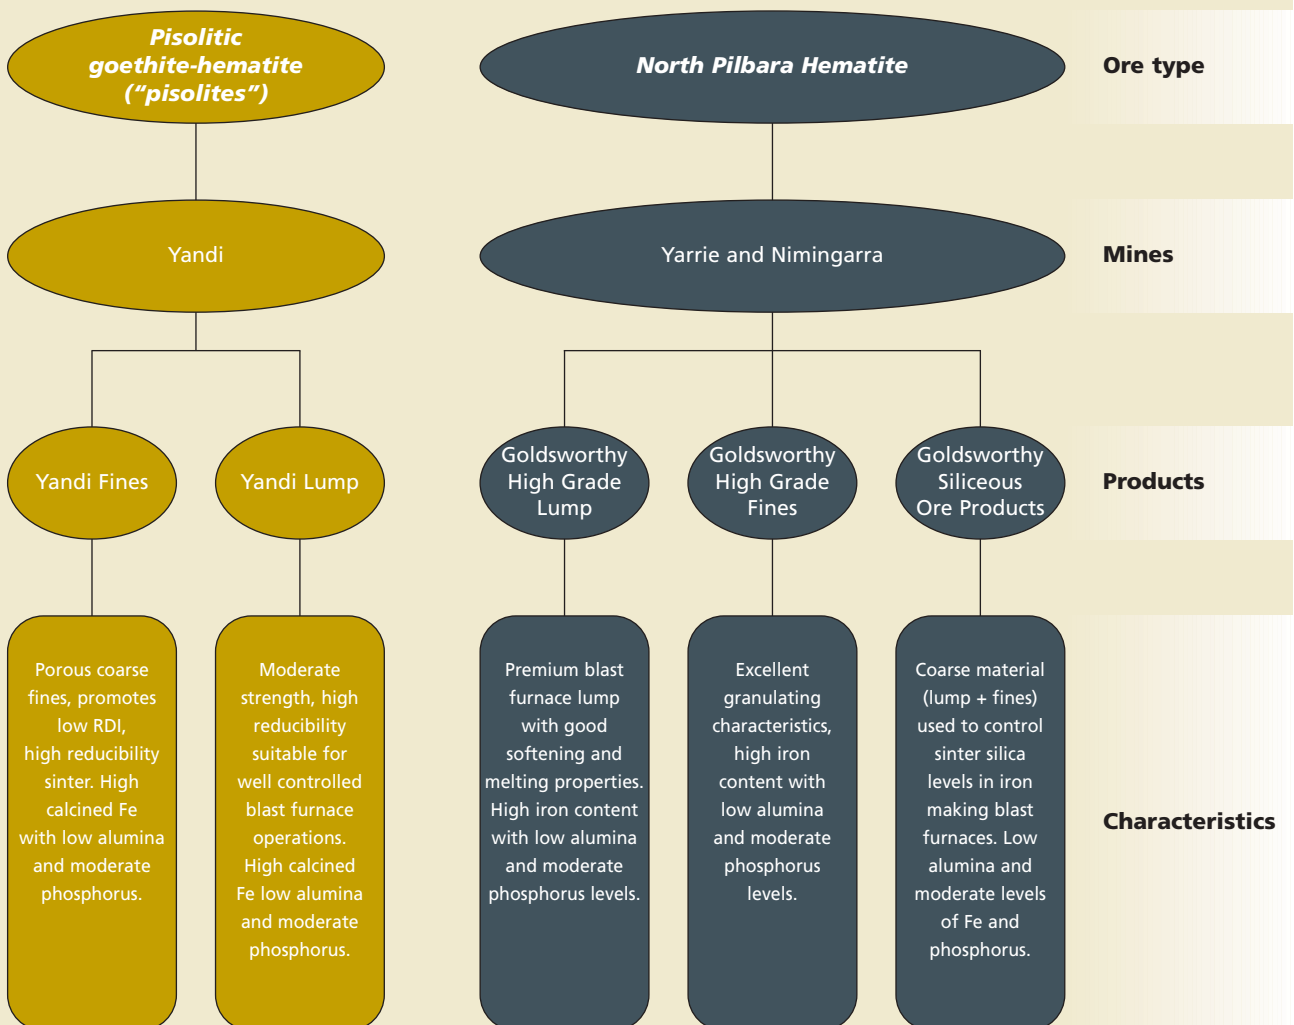 Pisolitic
goethite-hematite
(“pisolites”)
North Pilbara Hematite
Ore type
Yandi
Yarrie and Nimingarra
Mines
Yandi Fines
Yandi Lump
Goldsworthy
High Grade
Lump
Goldsworthy
High Grade
Fines
Goldsworthy
Siliceous
Ore Products
Products
Porous coarse
fines, promotes
low RDI,
high reducibility
sinter. High
calcined Fe
with low alumina
and moderate
phosphorus.
Moderate
strength, high
reducibility
suitable for
well controlled
blast furnace
operations.
High calcined
Fe low alumina
and moderate
phosphorus.
Premium blast
furnace lump
with good
softening and
melting properties.
High iron content
with low alumina
and moderate
phosphorus levels.
Excellent
granulating
characteristics,
high iron
content with
low alumina
and moderate
phosphorus
levels.
Coarse material
(lump + fines)
used to control
sinter silica
levels in iron
making blast
furnaces. Low
alumina and
moderate levels
of Fe and
phosphorus.
Characteristics